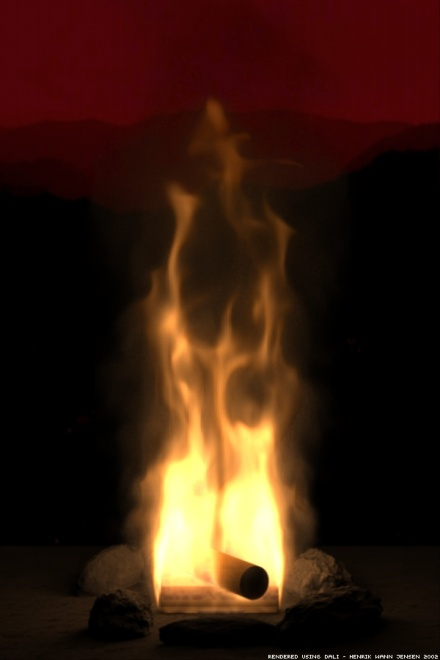 RENDERED USING DALI - HENRIK WANN JENSEN 2002